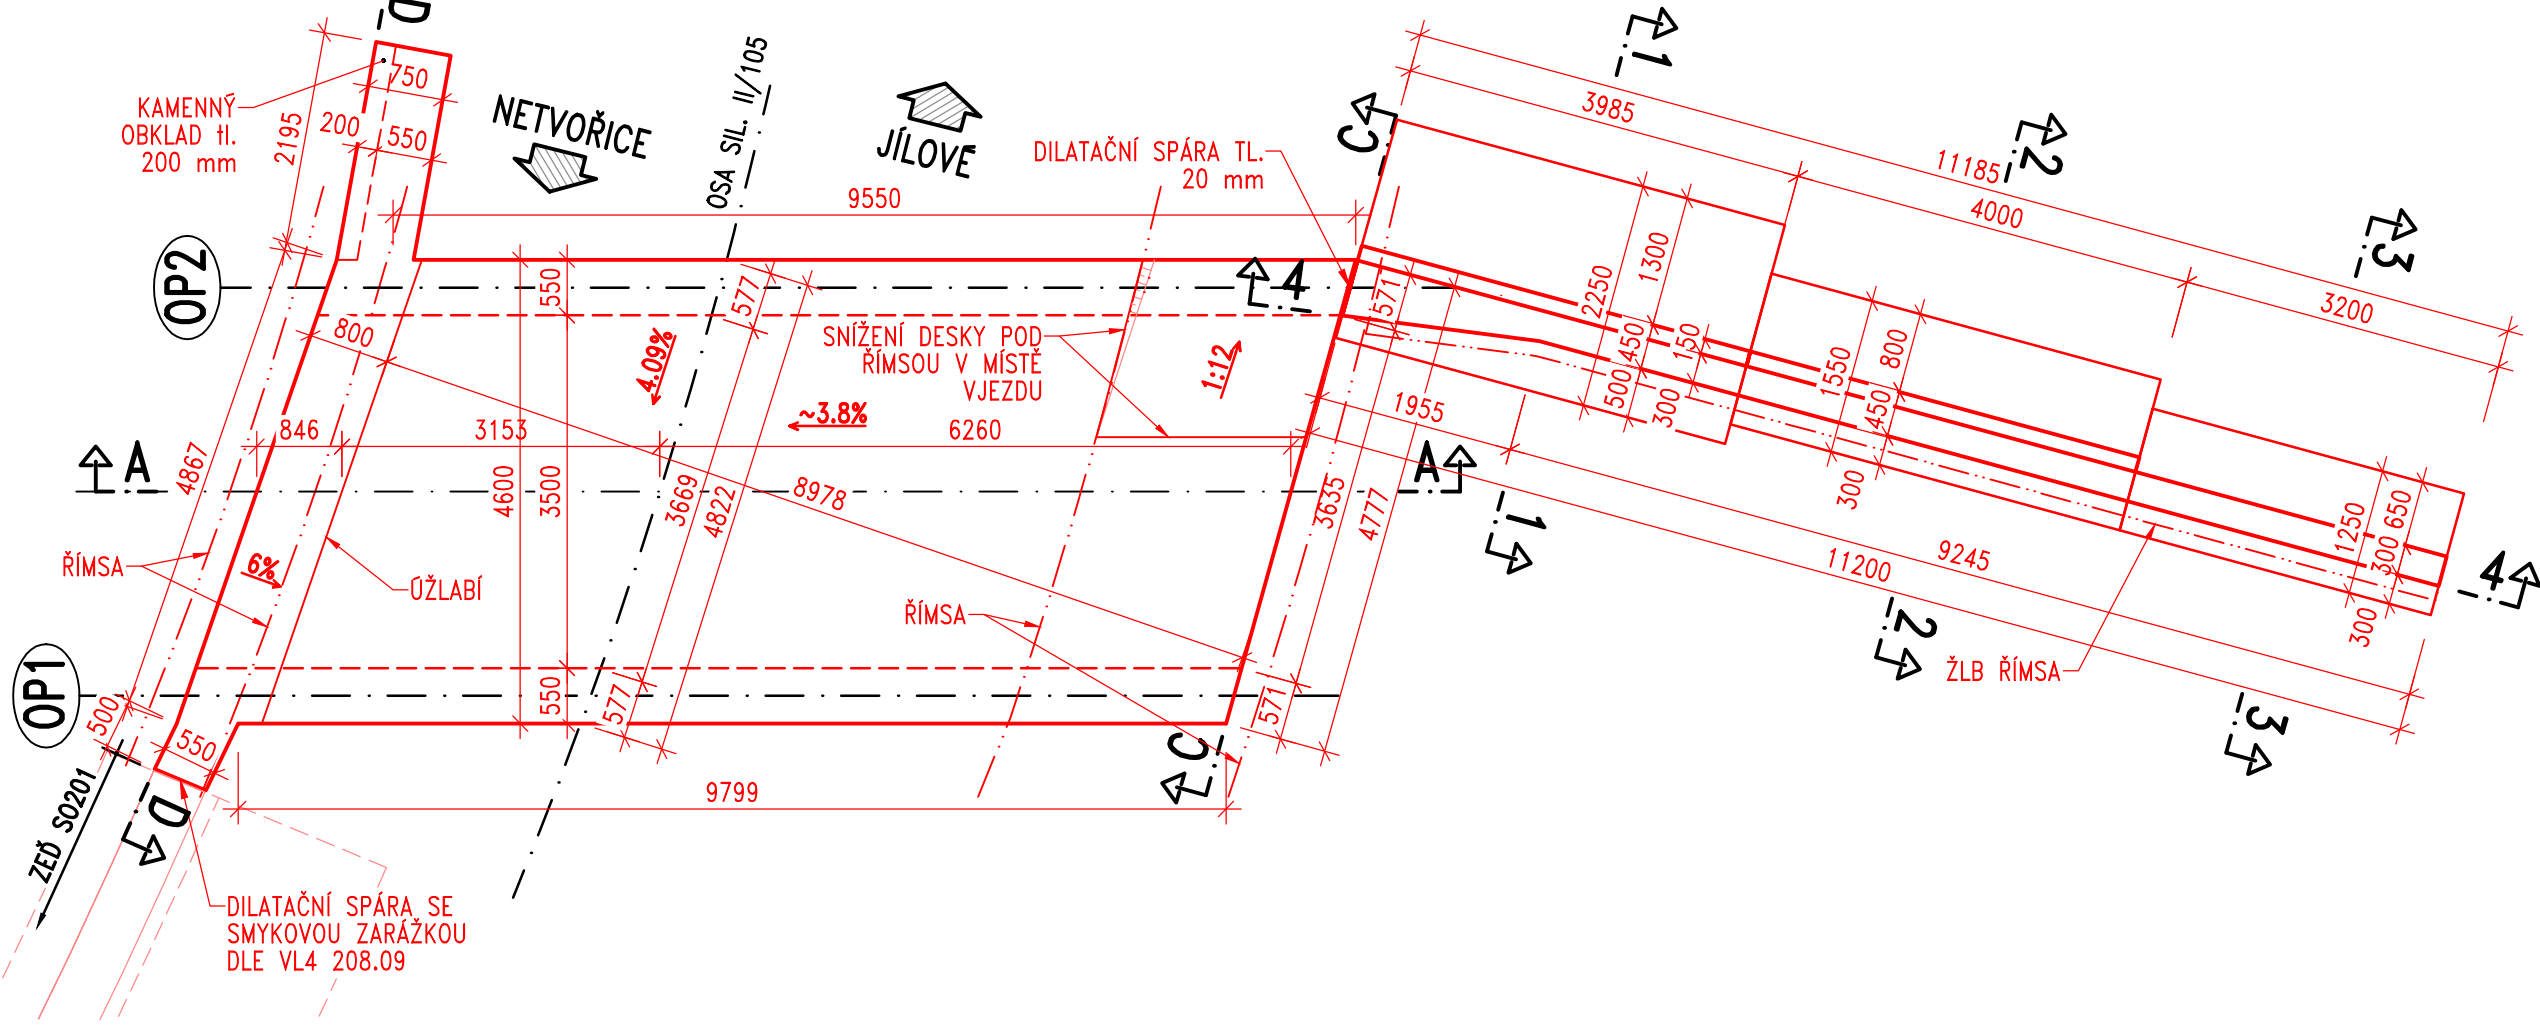 D
KAMENNÝ
OBKLAD tl.
200 mm
750
200
550
2195
NETVOŘICE
OSA SIL. II/105
JÍLOVÉ
DILATAČNÍ SPÁRA TL.
20 mm
9550
C
1
2
3
3985
11185
4000
3200
OP2
800
550
577
4.09%
~3.8%
SNÍŽENÍ DESKY POD
ŘÍMSOU V MÍSTĚ
VJEZDU
1:12
4
571
2250
1300
450
150
500
300
1550
800
450
300
1250
650
300
300
4
846
3153
6260
1955
A
A
4867
4600
3500
3669
4822
8978
3635
4777
9245
11200
ŘÍMSA
6%
ÚŽLABÍ
ŘÍMSA
ŽLB ŘÍMSA
1
2
3
OP1
500
550
550
577
571
C
9799
ZEĎ SO201
D
DILATAČNÍ SPÁRA SE
SMYKOVOU ZARÁŽKOU
DLE VL4 208.09